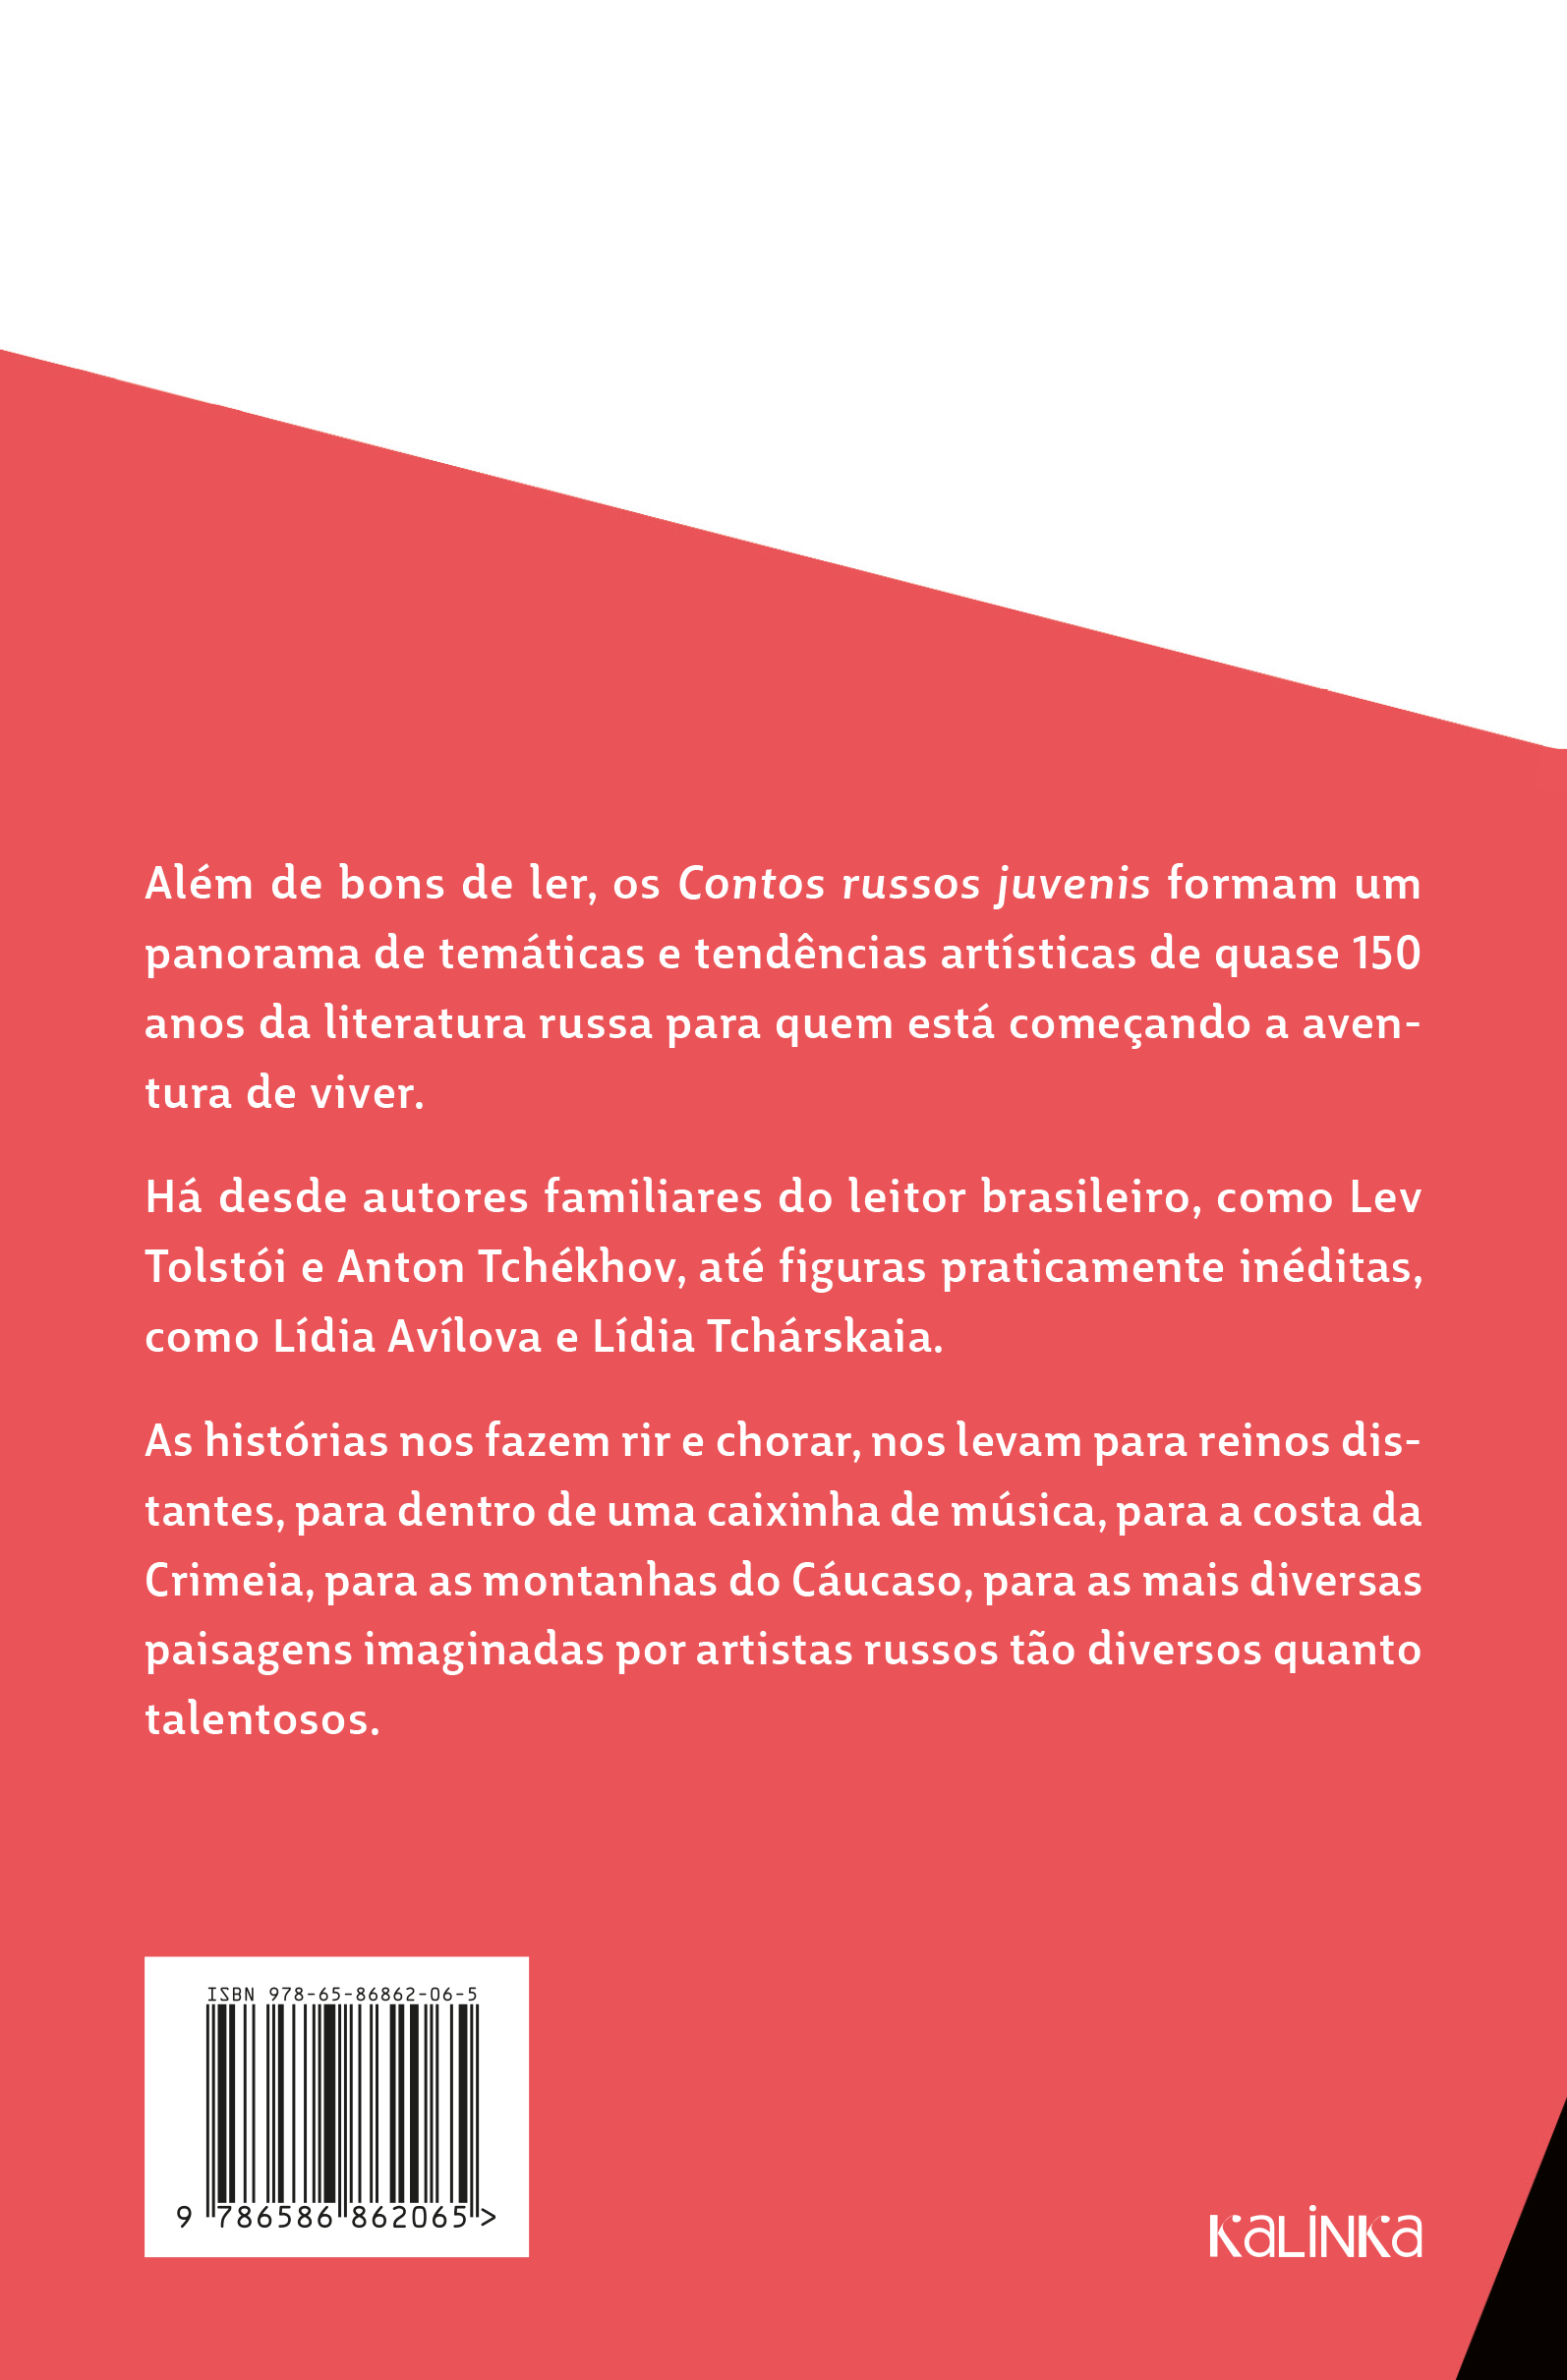 Além de bons de ler, os Contos russos juvenis formam um
panorama de temáticas e tendências artísticas de quase 150
anos da literatura russa para quem está começando a aven-
tura de viver.
Há desde autores familiares do leitor brasileiro, como Lev
Tolstói e Anton Tchékhov, até figuras praticamente inéditas,
como Lídia Avílova e Lídia Tchárskaia.
As histórias nos fazem rir e chorar, nos levam para reinos dis-
tantes, para dentro de uma caixinha de música, para a costa da
Crimeia, para as montanhas do Cáucaso, para as mais diversas
paisagens imaginadas por artistas russos tão diversos quanto
talentosos.
ISBN 978-65-86862-06-5
9 786586 862065 >
KALINKA